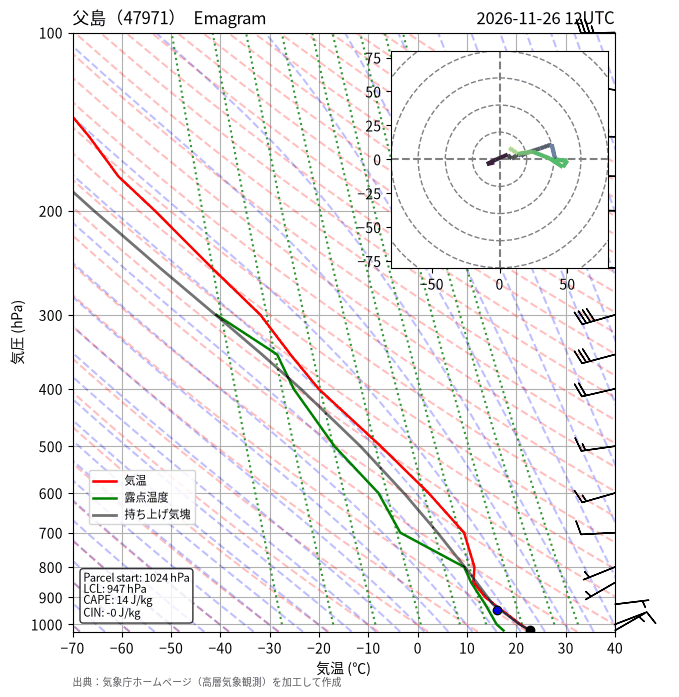 父島（47971）　Emagram
2026-11-26 12UTC
100
200
300
400
500
600
700
800
900
1000
気圧 (hPa)
75
50
25
0
−25
−50
−75
−50
0
50
気温
露点温度
持ち上げ気塊
Parcel start: 1024 hPa
LCL: 947 hPa
CAPE: 14 J/kg
CIN: -0 J/kg
−70
−60
−50
−40
−30
−20
−10
0
10
20
30
40
気温 (°C)
出典：気象庁ホームページ（高層気象観測）を加工して作成